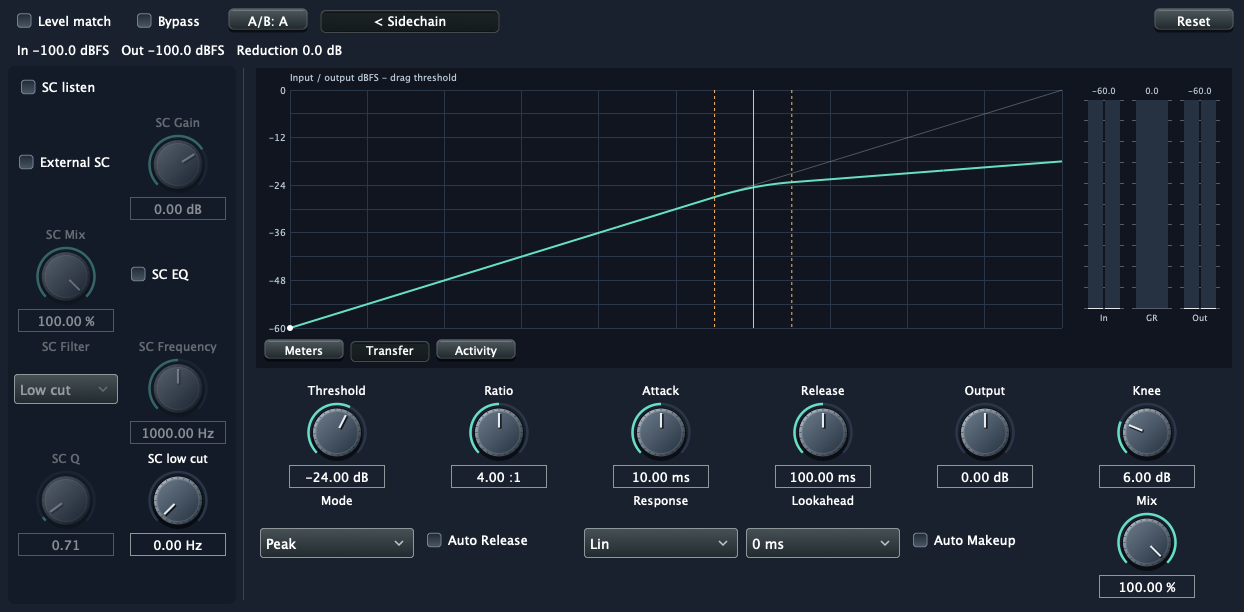 Level match
Bypass
A/B: A
< Sidechain
Reset
In -100.0 dBFS Out -100.0 dBFS Reduction 0.0 dB
SC listen
SC Gain
External SC
0.00 dB
SC Mix
SC EQ
100.00 %
SC Filter
SC Frequency
Low cut
1000.00 Hz
SC Q
SC low cut
0.71
0.00 Hz
Input / output dBFS - drag threshold
0
-12
-24
-36
-48
-60
-60.0
0.0
-60.0
In
GR
Out
Meters
Transfer
Activity
Threshold
Ratio
Attack
Release
Output
Knee
-24.00 dB
4.00 :1
10.00 ms
100.00 ms
0.00 dB
6.00 dB
Mode
Response
Lookahead
Mix
Peak
Auto Release
Lin
0 ms
Auto Makeup
100.00 %